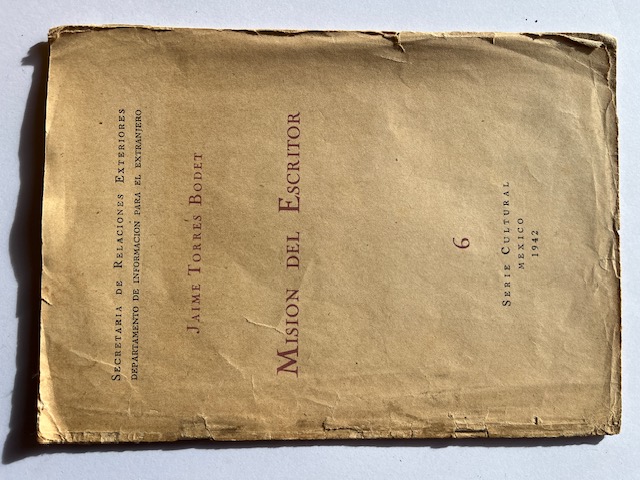 SECRETARIA DE RELACIONES EXTERIORES
DEPARTAMENTO DE INFORMACION PARA EL EXTRANJERO
JAIME TORRES BODET
MISION DEL ESCRITOR
6
SERIE CULTURAL
MEXICO
1942